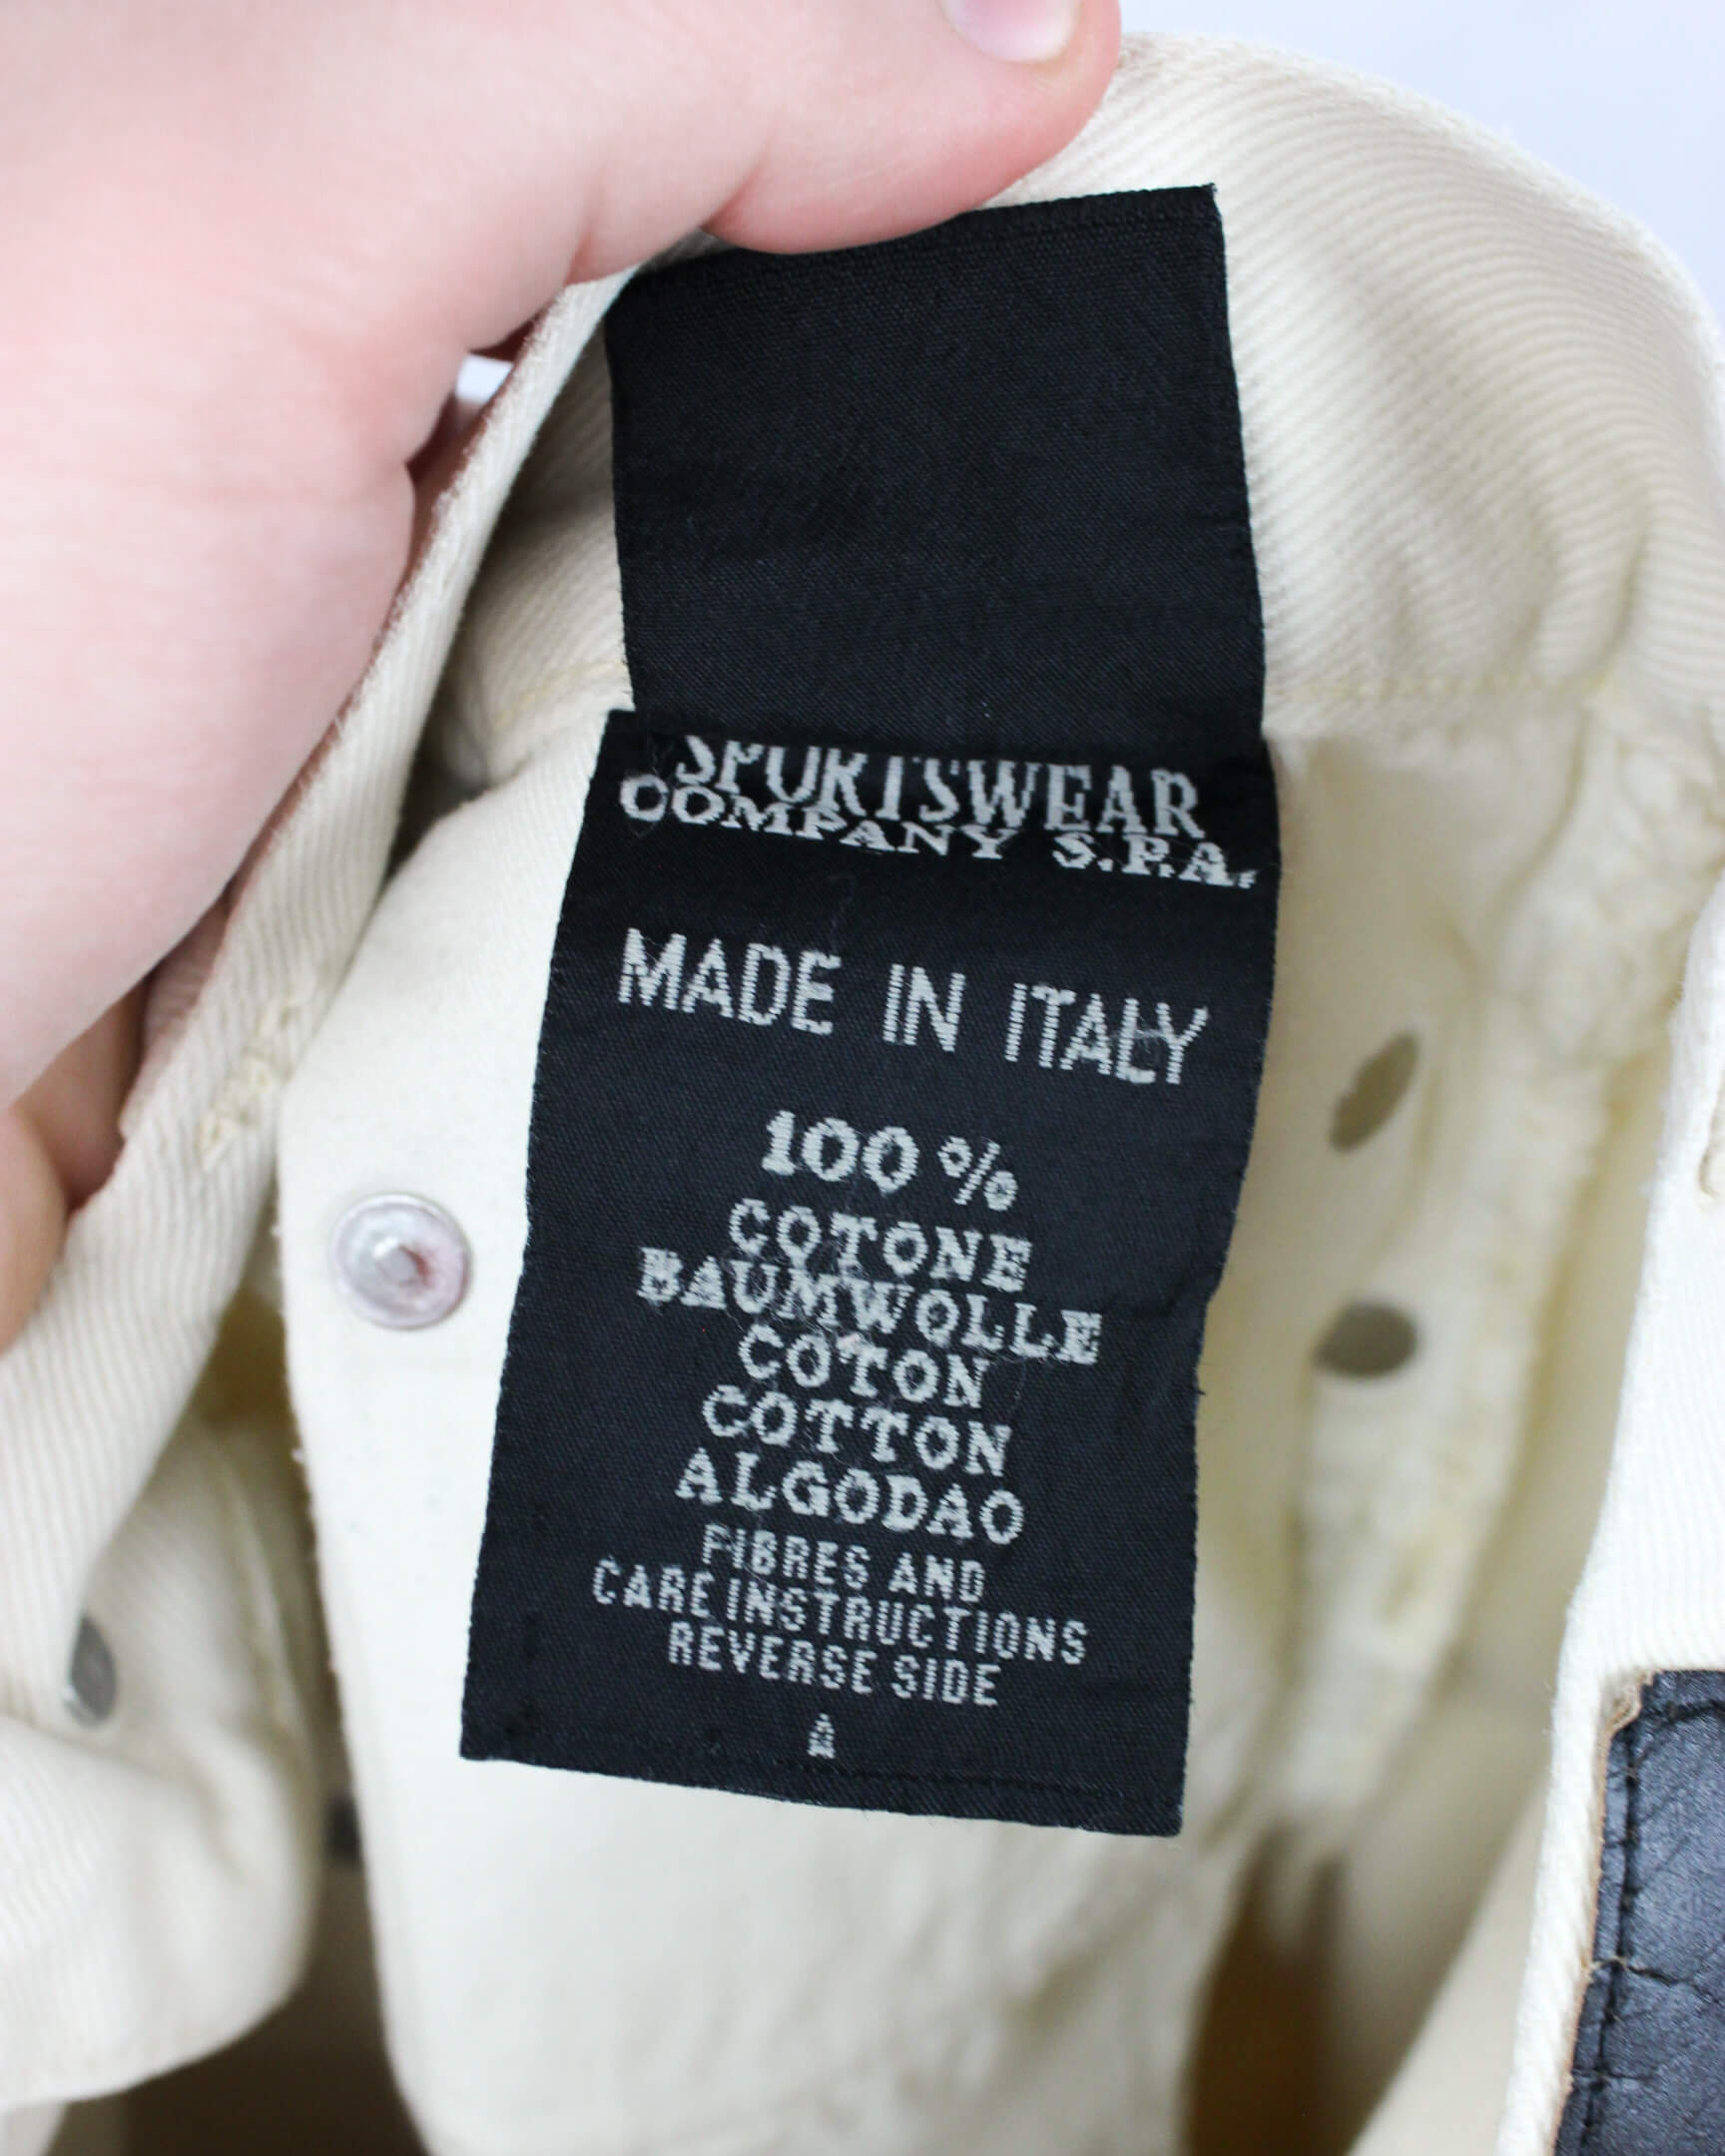 SPORTSWEAR
COMPANY S.P.A.
MADE IN ITALY
100 %
COTONE
BAUMWOLLE
COTON
COTTON
ALGODAO
FIBRES AND
CARE INSTRUCTIONS
REVERSE SIDE
A